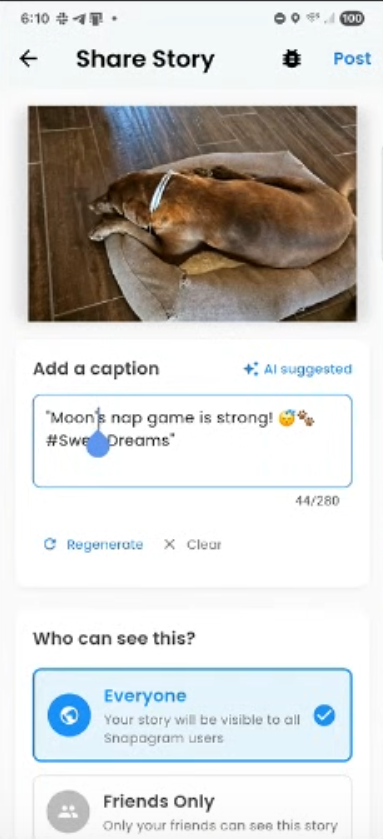 6:10
100
Share Story
Post
Add a caption
AI suggested
"Moon's nap game is strong! 😴🐾
#Swe Dreams"
44/280
Regenerate
Clear
Who can see this?
Everyone
Your story will be visible to all
Snapagram users
Friends Only
Only your friends can see this story